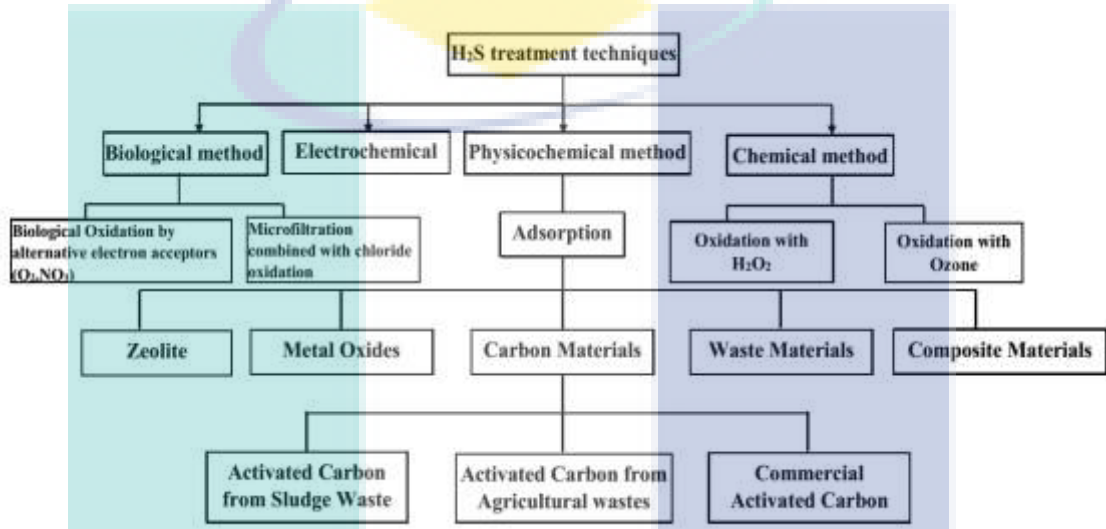 H₂S treatment techniques
Biological method
Electrochemical
Physicochemical method
Chemical method
Biological Oxidation by
alternative electron acceptors
(O₂,NO₃)
Microfiltration
combined with chloride
oxidation
Adsorption
Oxidation with
H₂O₂
Oxidation with
Ozone
Zeolite
Metal Oxides
Carbon Materials
Waste Materials
Composite Materials
Activated Carbon
from Sludge Waste
Activated Carbon from
Agricultural wastes
Commercial
Activated Carbon